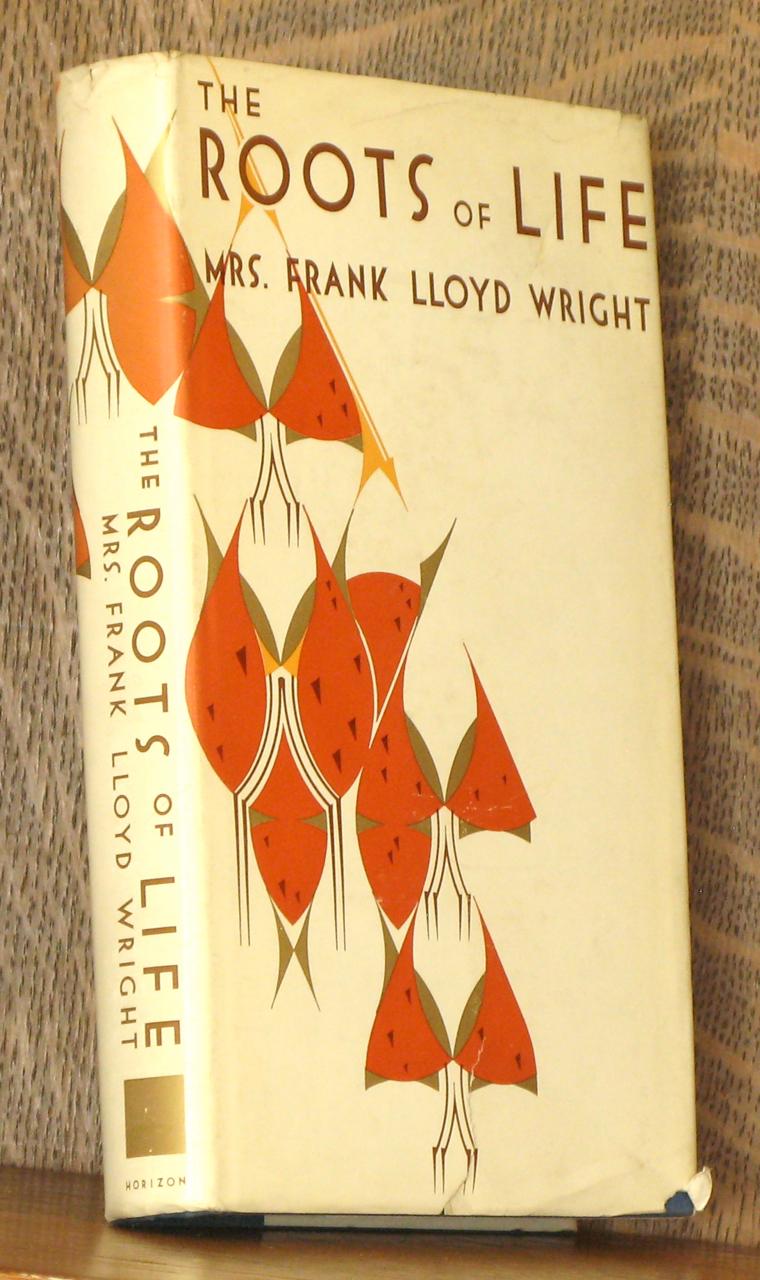 THE
ROOTS OF LIFE
MRS. FRANK LLOYD WRIGHT
THE ROOTS OF LIFE
MRS. FRANK LLOYD WRIGHT
HORIZON